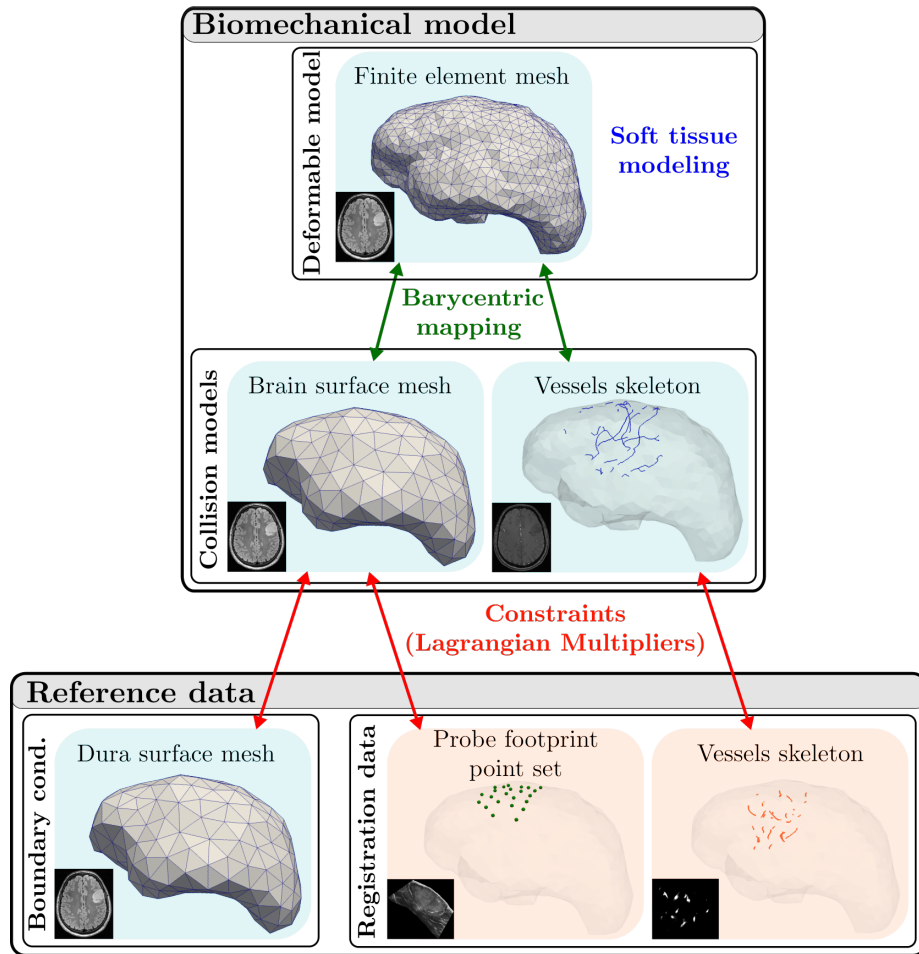 Biomechanical model
Deformable model
Finite element mesh
Soft tissue
modeling
Barycentric
mapping
Collision models
Brain surface mesh
Vessels skeleton
Constraints
(Lagrangian Multipliers)
Reference data
Boundary cond.
Dura surface mesh
Registration data
Probe footprint
point set
Vessels skeleton